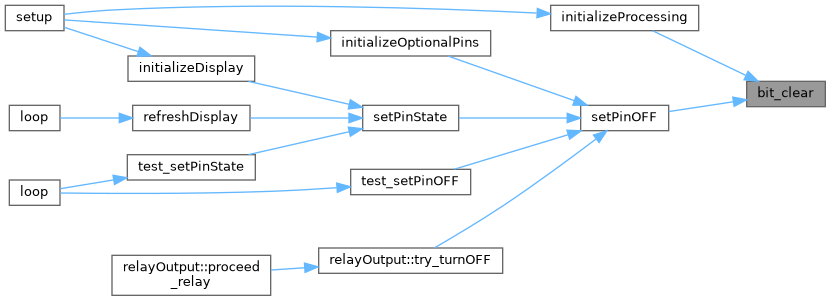 setup
initializeProcessing
initializeOptionalPins
initializeDisplay
bit_clear
loop
refreshDisplay
setPinState
setPinOFF
test_setPinState
loop
test_setPinOFF
relayOutput::proceed
_relay
relayOutput::try_turnOFF